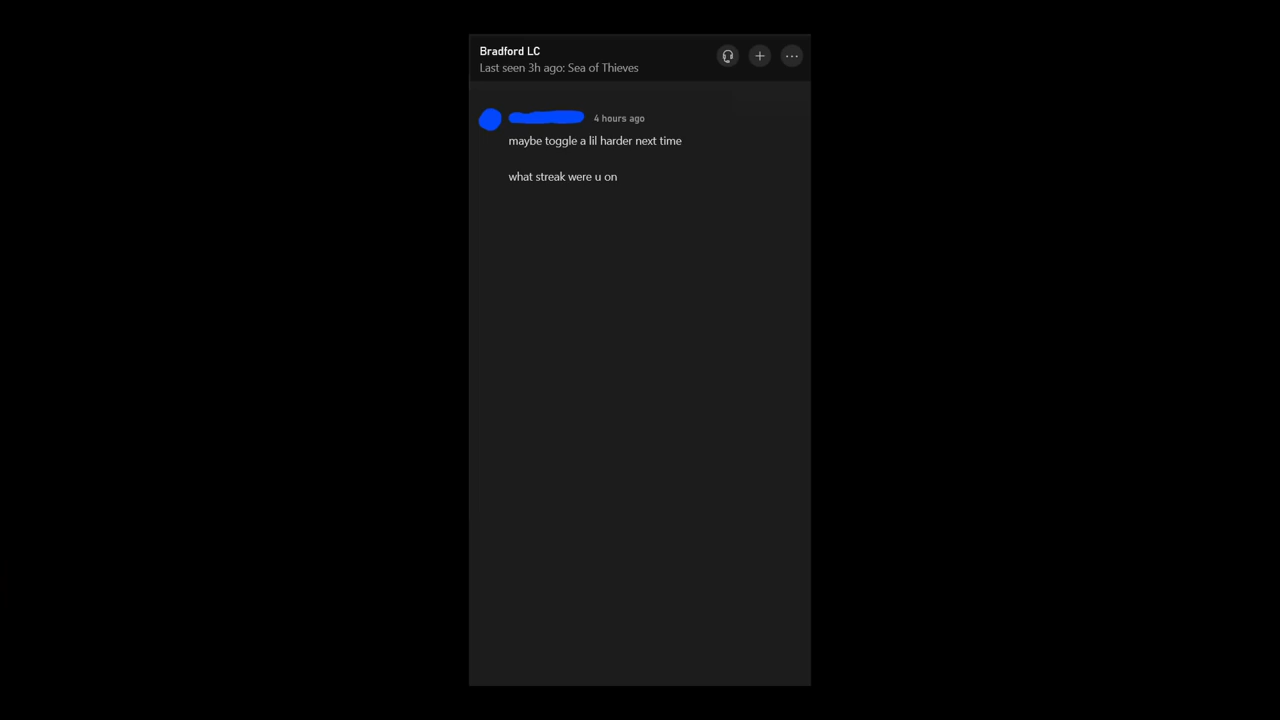 Bradford LC
Last seen 3h ago: Sea of Thieves
4 hours ago
maybe toggle a lil harder next time
what streak were u on